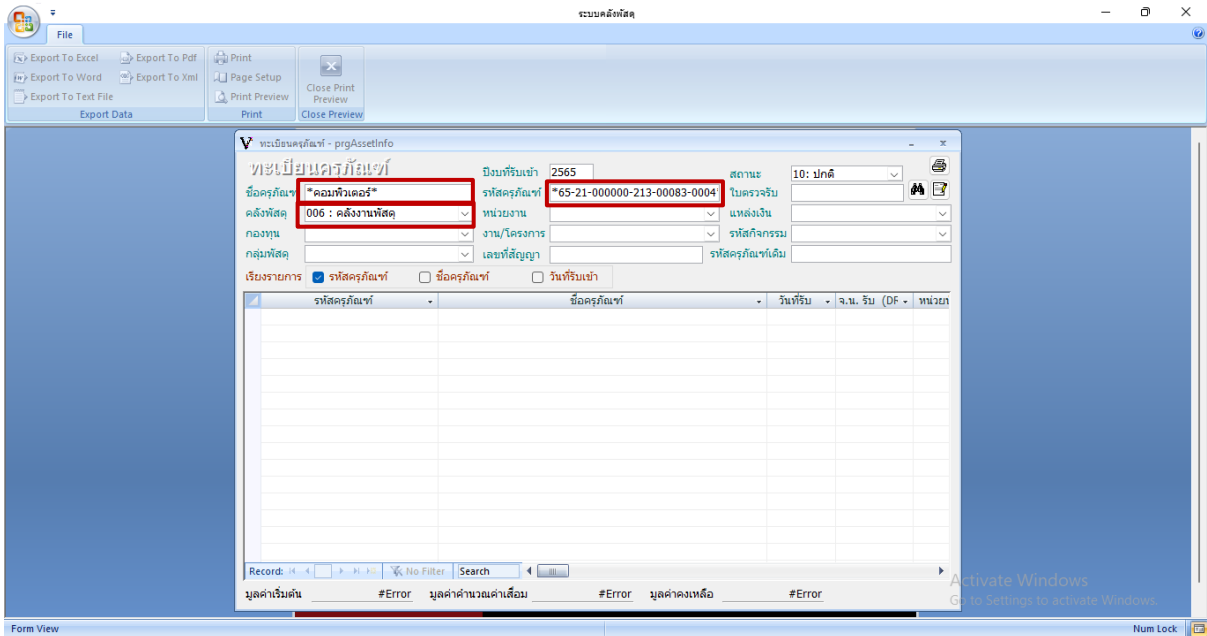 ระบบคลังพัสดุ
File
Export To Excel
Export To Pdf
Print
Export To Word
Export To Xml
Page Setup
Close Print Preview
Export To Text File
Print Preview
Export Data
Print
Close Preview
ทะเบียนครุภัณฑ์ - prgAssetInfo
ทะเบียนครุภัณฑ์
ปีงบที่รับเข้า 2565
สถานะ 10: ปกติ
ชื่อครุภัณฑ์ *คอมพิวเตอร์*
รหัสครุภัณฑ์ *65-21-000000-213-00083-0004
ใบตรวจรับ
คลังพัสดุ 006 : คลังงานพัสดุ
หน่วยงาน
แหล่งเงิน
กองทุน
งาน/โครงการ
รหัสกิจกรรม
กลุ่มพัสดุ
เลขที่สัญญา
รหัสครุภัณฑ์เดิม
เรียงรายการ รหัสครุภัณฑ์ ชื่อครุภัณฑ์ วันที่รับเข้า
รหัสครุภัณฑ์ ชื่อครุภัณฑ์ วันที่รับ จ.น. รับ (DF หน่วยน
Record: No Filter Search
มูลค่าเริ่มต้น #Error มูลค่าคำนวณค่าเสื่อม #Error มูลค่าคงเหลือ #Error
Activate Windows
Go to Settings to activate Windows.
Form View
Num Lock